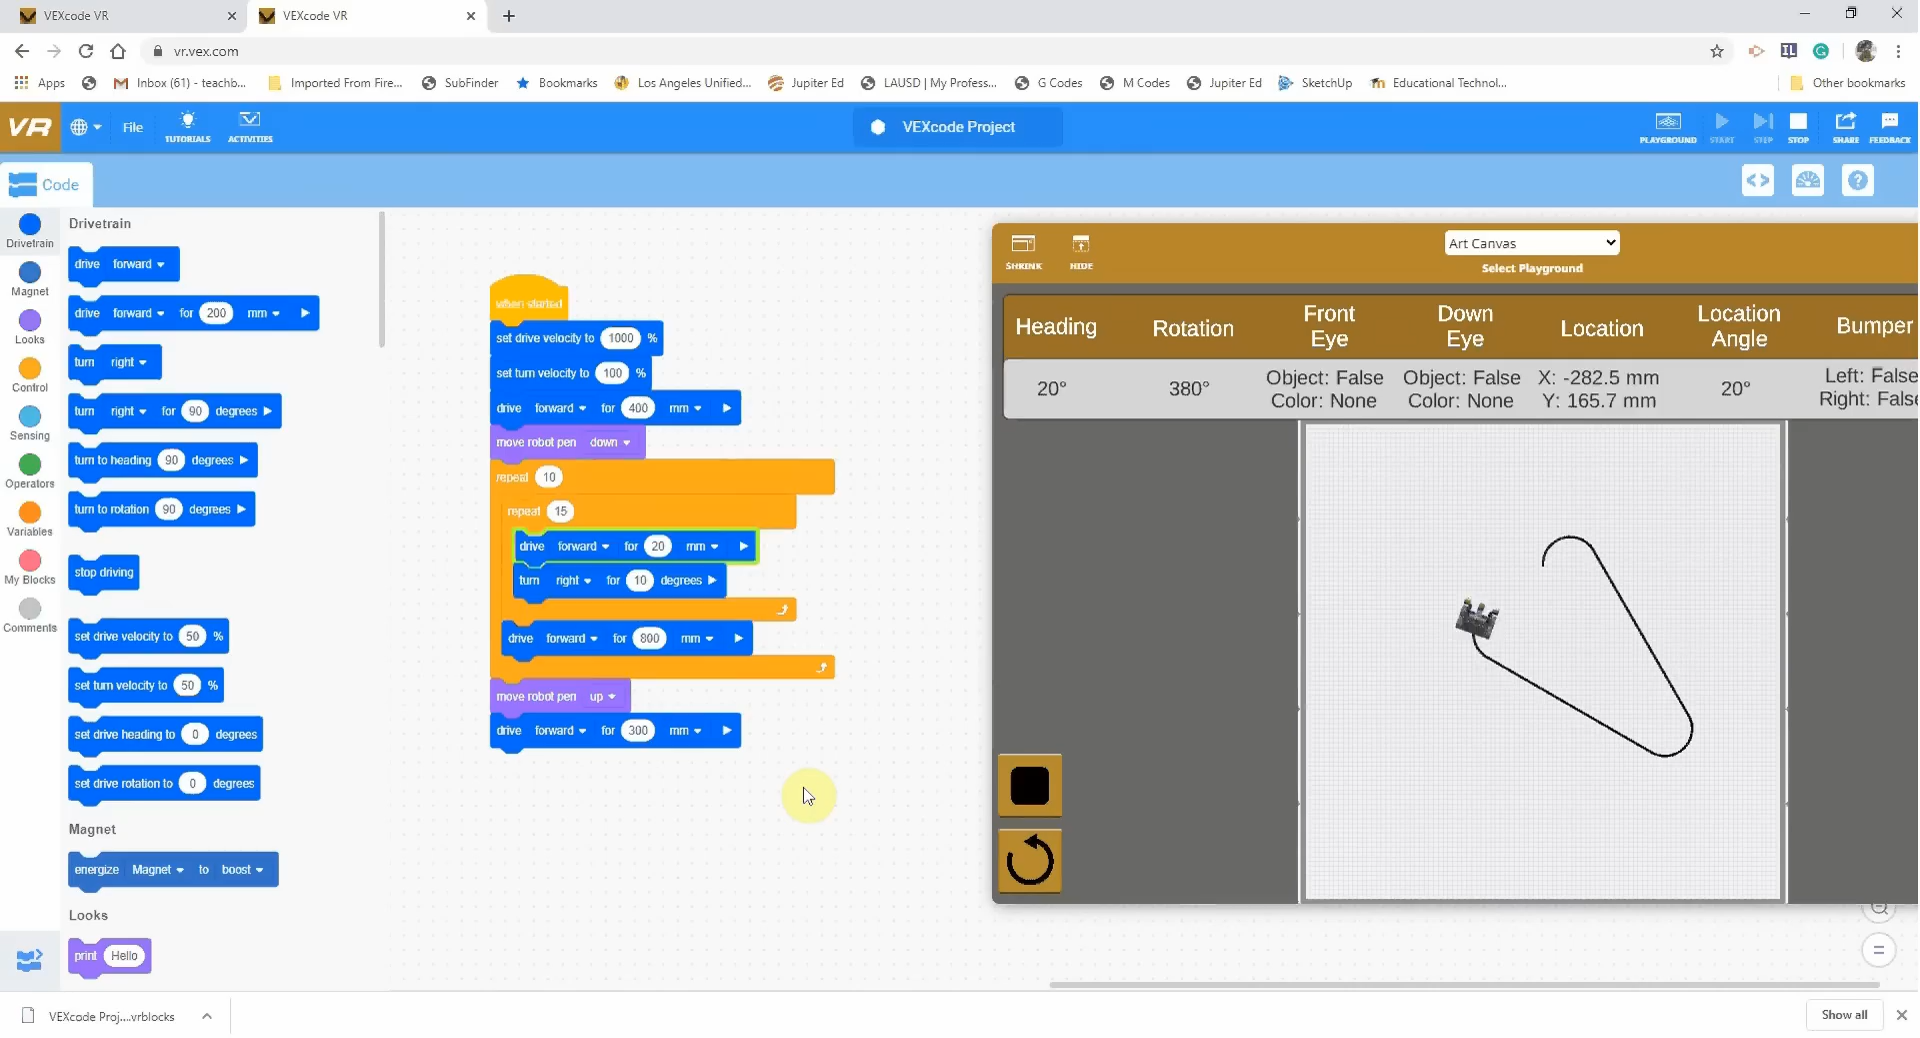 VEXcode VR
VEXcode VR
vr.vex.com
IL
Apps
Inbox (61) - teachb...
Imported From Fire...
SubFinder
Bookmarks
Los Angeles Unified...
Jupiter Ed
LAUSD | My Profess...
G Codes
M Codes
Jupiter Ed
SketchUp
Educational Technol...
Other bookmarks
VR
File
TUTORIALS
ACTIVITIES
VEXcode Project
PLAYGROUND
START
STEP
STOP
SHARE
FEEDBACK
Code
Drivetrain
Magnet
Looks
Control
Sensing
Operators
Variables
My Blocks
Comments
Drivetrain
drive forward
drive forward for 200 mm
turn right
turn right for 90 degrees
turn to heading 90 degrees
turn to rotation 90 degrees
stop driving
set drive velocity to 50 %
set turn velocity to 50 %
set drive heading to 0 degrees
set drive rotation to 0 degrees
Magnet
energize Magnet to boost
Looks
print Hello
when started
set drive velocity to 1000 %
set turn velocity to 100 %
drive forward for 400 mm
move robot pen down
repeat 10
repeat 15
drive forward for 20 mm
turn right for 10 degrees
drive forward for 800 mm
move robot pen up
drive forward for 300 mm
SHRINK
HIDE
Art Canvas
Select Playground
Heading
Rotation
Front Eye
Down Eye
Location
Location Angle
Bumper
20°
380°
Object: False
Color: None
Object: False
Color: None
X: -282.5 mm
Y: 165.7 mm
20°
Left: False
Right: False
VEXcode Proj....vrblocks
Show all